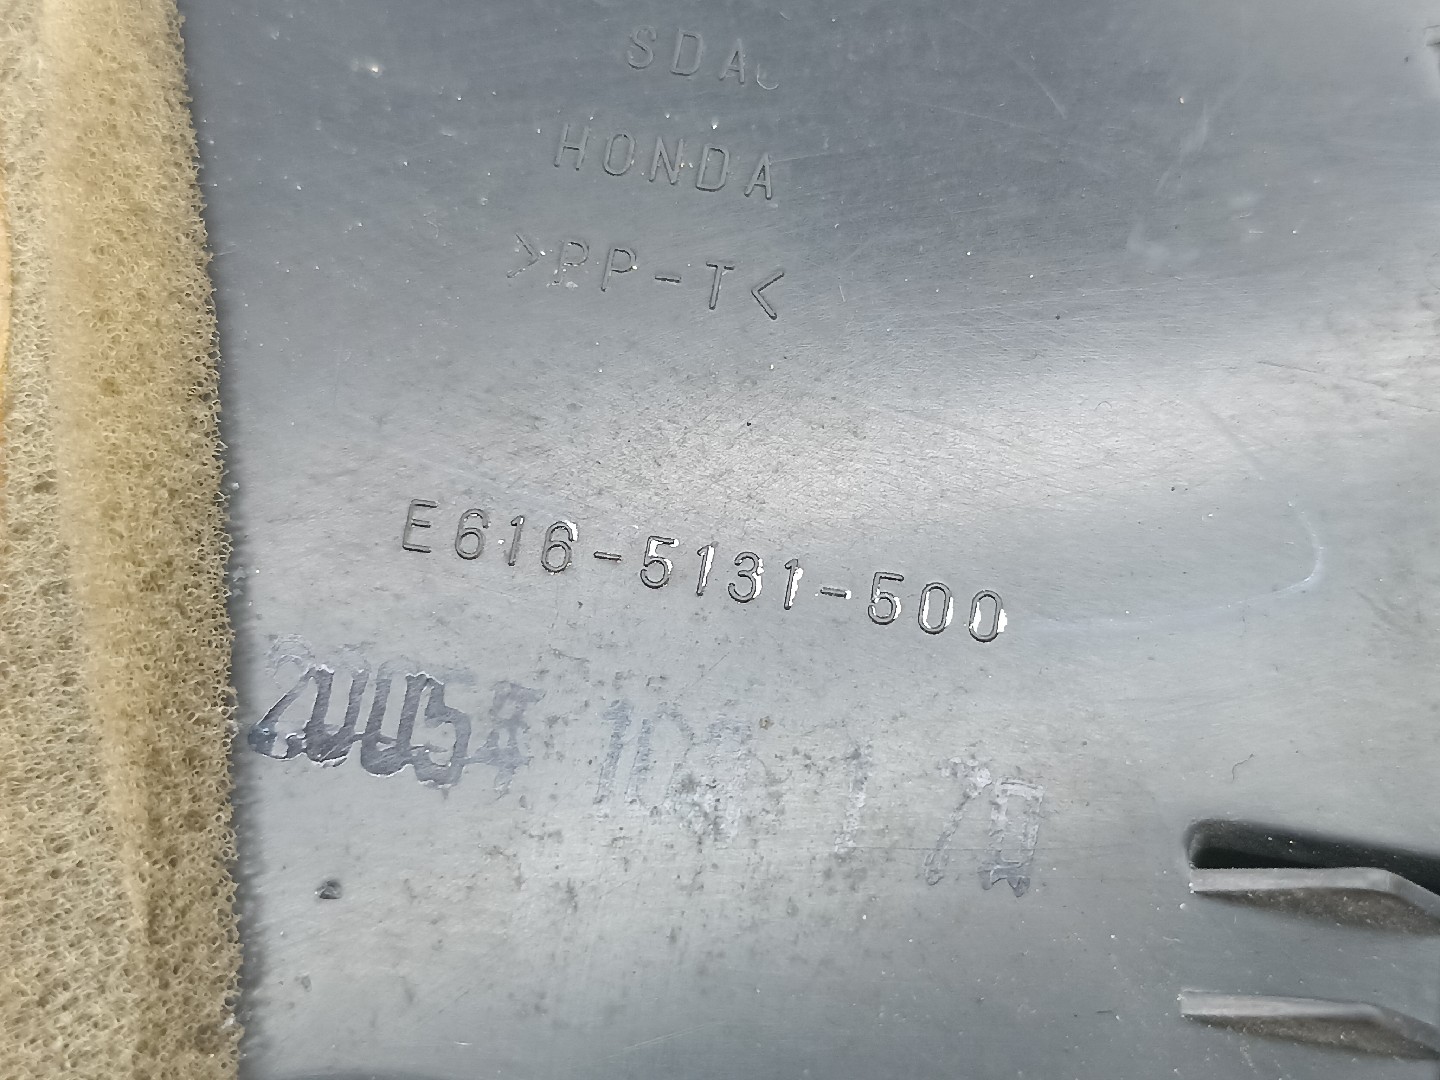 SDA
HONDA
>PP-T<
E616-5131-500